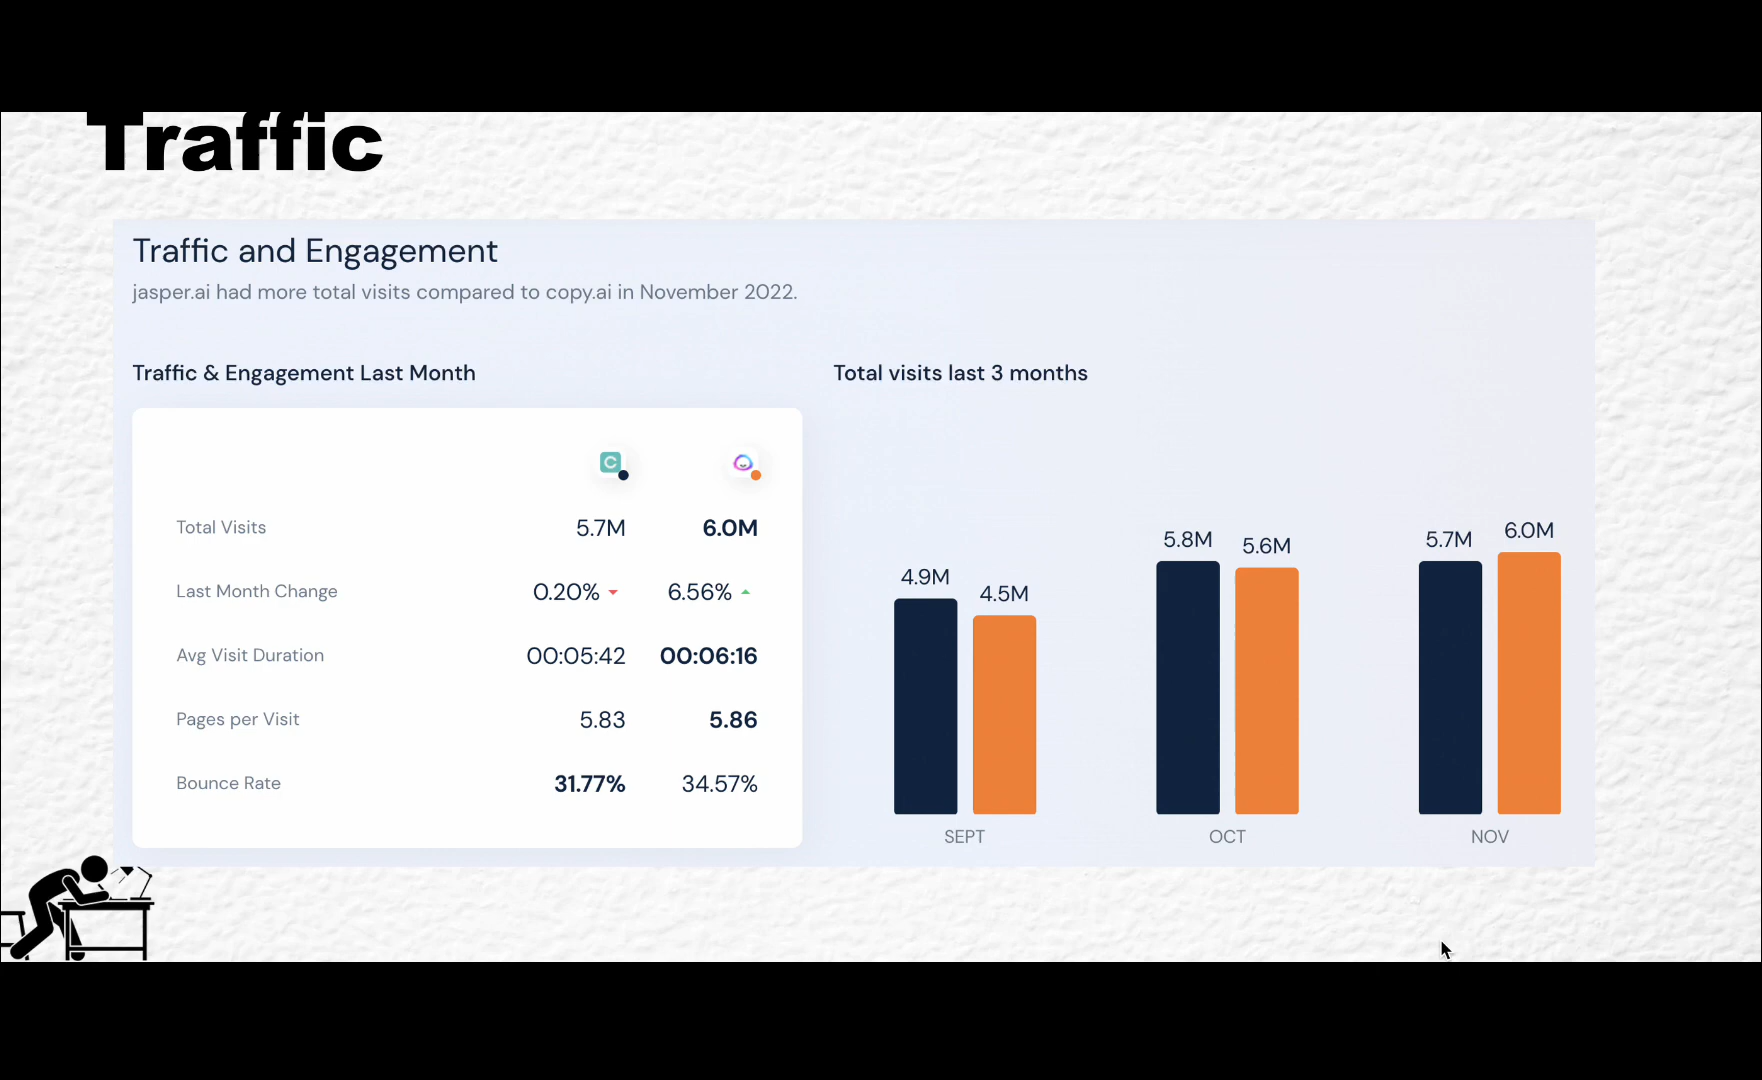 Traffic
Traffic and Engagement
jasper.ai had more total visits compared to copy.ai in November 2022.
Traffic & Engagement Last Month
C
Total Visits 5.7M 6.0M
Last Month Change 0.20% 6.56%
Avg Visit Duration 00:05:42 00:06:16
Pages per Visit 5.83 5.86
Bounce Rate 31.77% 34.57%
Total visits last 3 months
4.9M 4.5M 5.8M 5.6M 5.7M 6.0M
SEPT OCT NOV